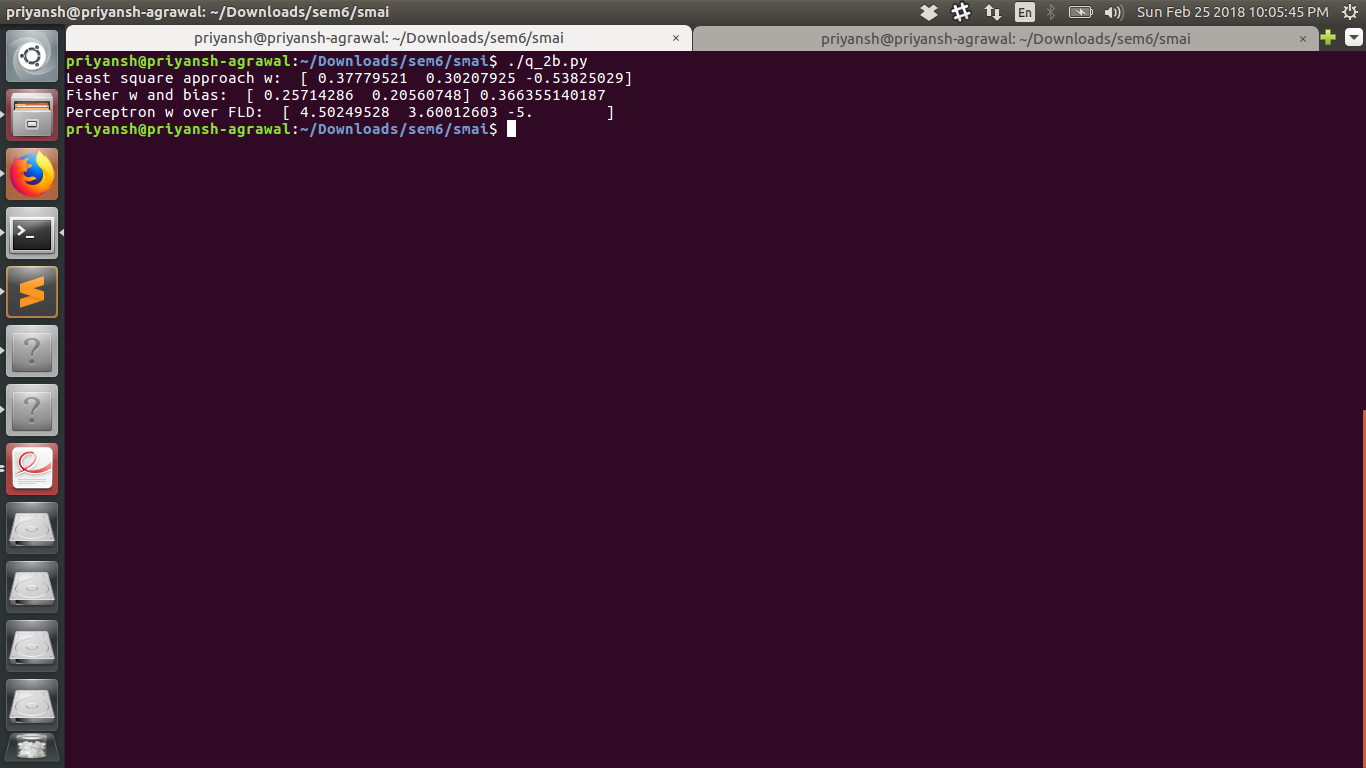 priyansh@priyansh-agrawal: ~/Downloads/sem6/smai
En
Sun Feb 25 2018 10:05:45 PM
priyansh@priyansh-agrawal: ~/Downloads/sem6/smai ×
priyansh@priyansh-agrawal: ~/Downloads/sem6/smai ×
priyansh@priyansh-agrawal:~/Downloads/sem6/smai$ ./q_2b.py
Least square approach w:  [ 0.37779521  0.30207925 -0.53825029]
Fisher w and bias:  [ 0.25714286  0.20560748] 0.366355140187
Perceptron w over FLD:  [ 4.50249528  3.60012603 -5.        ]
priyansh@priyansh-agrawal:~/Downloads/sem6/smai$